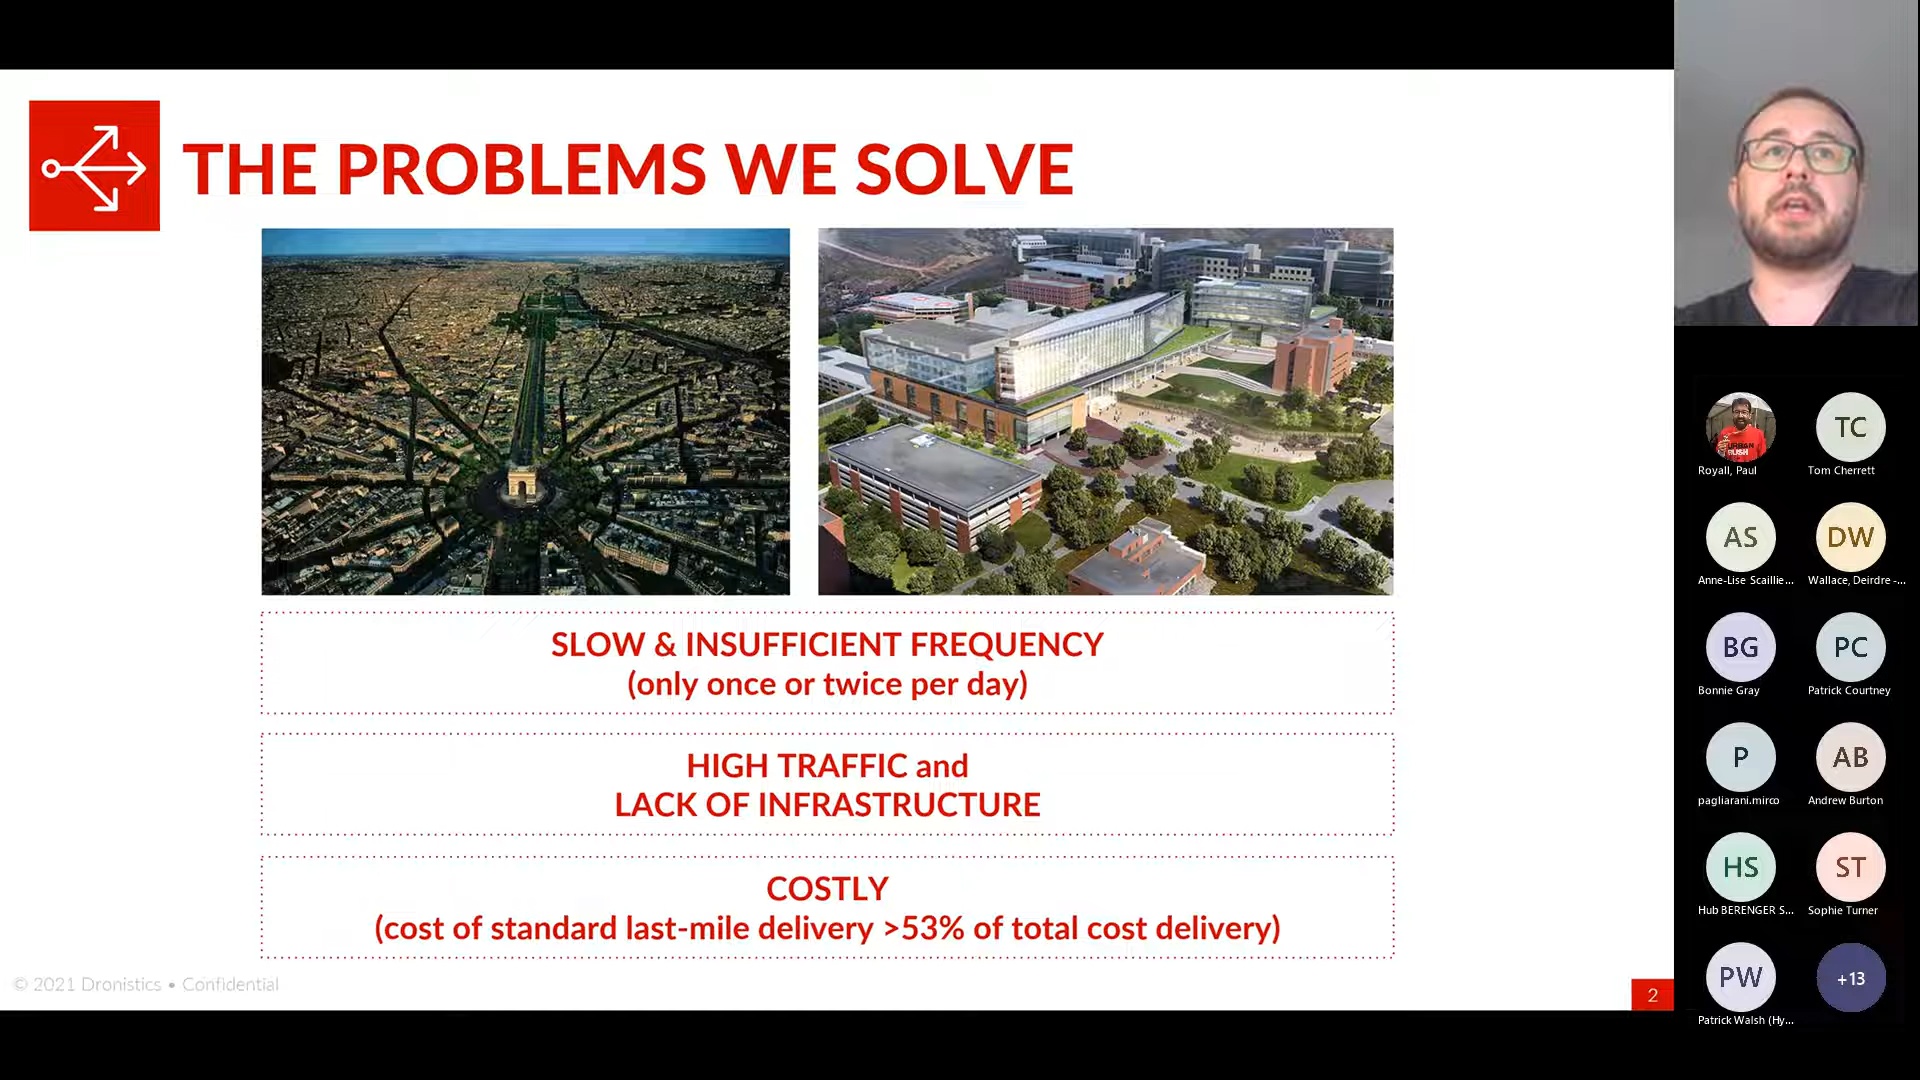 THE PROBLEMS WE SOLVE
SLOW & INSUFFICIENT FREQUENCY
(only once or twice per day)
HIGH TRAFFIC and
LACK OF INFRASTRUCTURE
COSTLY
(cost of standard last-mile delivery >53% of total cost delivery)
© 2021 Dronistics • Confidential
2
URBAN
RUSH
Royall, Paul
TC
Tom Cherrett
AS
Anne-Lise Scaillie...
DW
Wallace, Deirdre -...
BG
Bonnie Gray
PC
Patrick Courtney
P
pagliarani.mirco
AB
Andrew Burton
HS
Hub BERENGER S...
ST
Sophie Turner
PW
Patrick Walsh (Hy...
+13